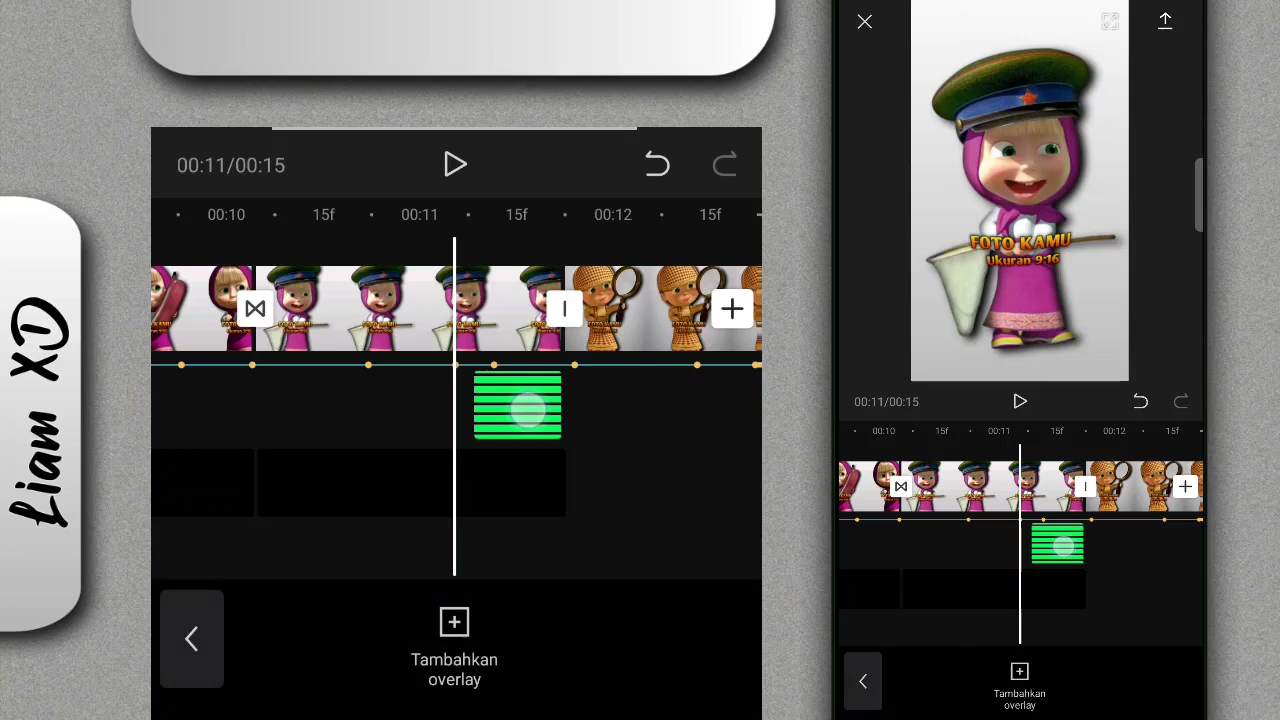 Liam XD
00:11/00:15
00:10 15f 00:11 15f 00:12 15f
Tambahkan
overlay
FOTO KAMU
Ukuran 9:16
00:11/00:15
00:10 15f 00:11 15f 00:12 15f
Tambahkan
overlay